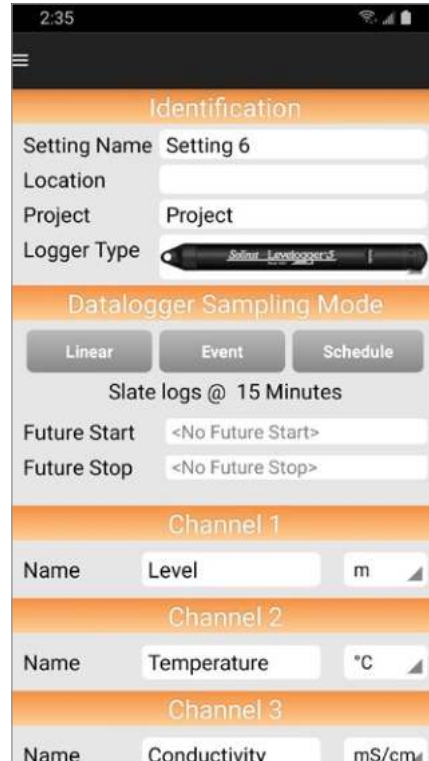 2:35
Identification
Setting Name Setting 6
Location
Project Project
Logger Type Solinst Levelogger 5
Datalogger Sampling Mode
Linear Event Schedule
Slate logs @ 15 Minutes
Future Start <No Future Start>
Future Stop <No Future Stop>
Channel 1
Name Level m
Channel 2
Name Temperature °C
Channel 3
Name Conductivity mS/cm